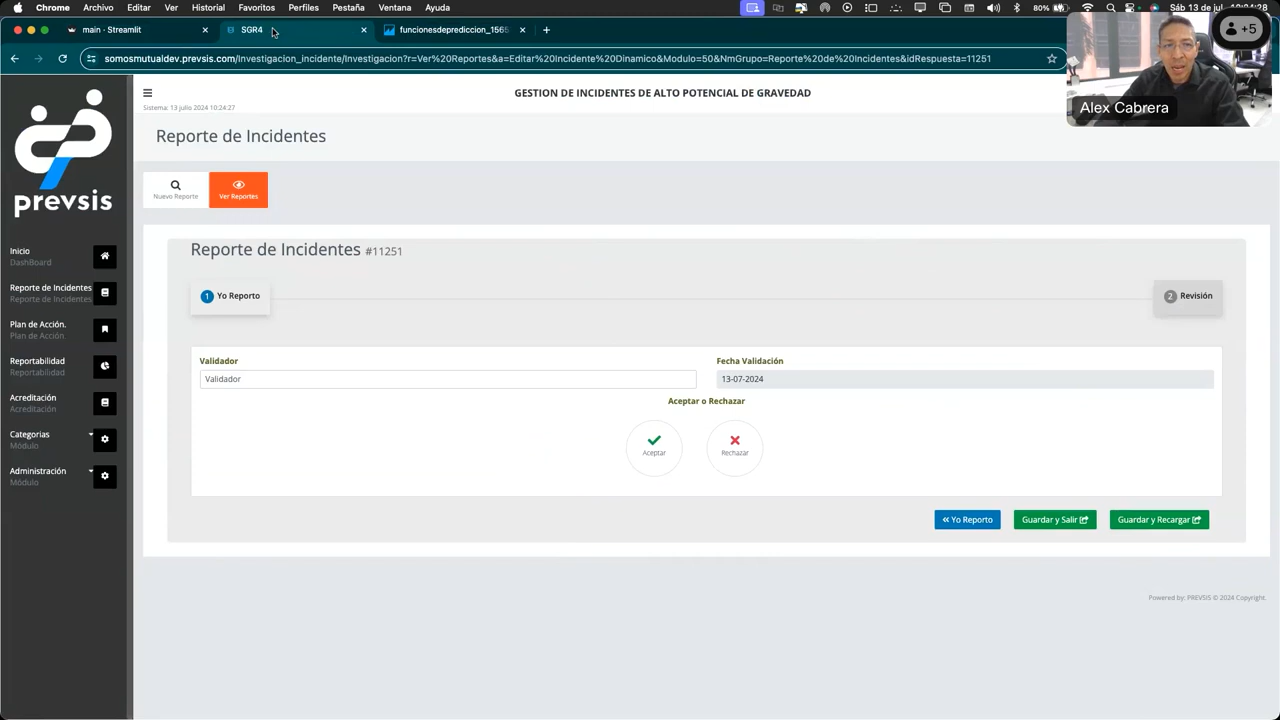 Chrome Archivo Editar Ver Historial Favoritos Perfiles Pestaña Ventana Ayuda
80%
+5
main · Streamlit
SGR4
funcionesdeprediccion_1565
somosmutualdev.prevsis.com/Investigacion_incidente/Investigacion?r=Ver%20Reportes&a=Editar%20Incidente%20Dinamico&Modulo=50&NmGrupo=Reporte%20de%20Incidentes&idRespuesta=11251
Alex Cabrera
GESTION DE INCIDENTES DE ALTO POTENCIAL DE GRAVEDAD
Sistema: 13 julio 2024 10:24:27
Reporte de Incidentes
prevsis
Nuevo Reporte
Ver Reportes
Inicio
DashBoard
Reporte de Incidentes
Reporte de Incidentes
Plan de Acción.
Plan de Acción.
Reportabilidad
Reportabilidad
Acreditación
Acreditación
Categorias
Módulo
Administración
Módulo
Reporte de Incidentes #11251
1 Yo Reporto
2 Revisión
Validador
Fecha Validación
Validador
13-07-2024
Aceptar o Rechazar
Aceptar
Rechazar
Yo Reporto
Guardar y Salir
Guardar y Recargar
Powered by: PREVSIS © 2024 Copyright.